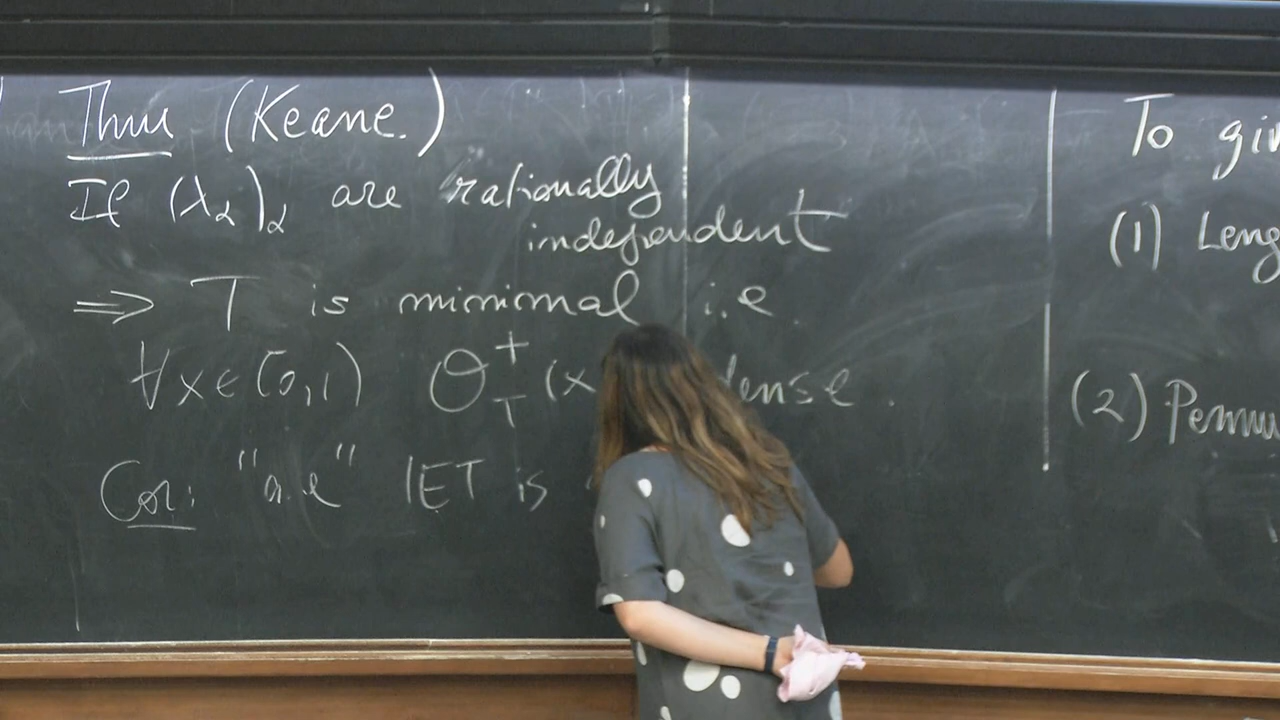 Thm (Keane.)
If (λα)α are rationally
independent
=> T is minimal i.e.
∀x∈[0,1) O⁺T (x dense.
Cor: "a.e" IET is
To gi
(1) Leng
(2) Permu